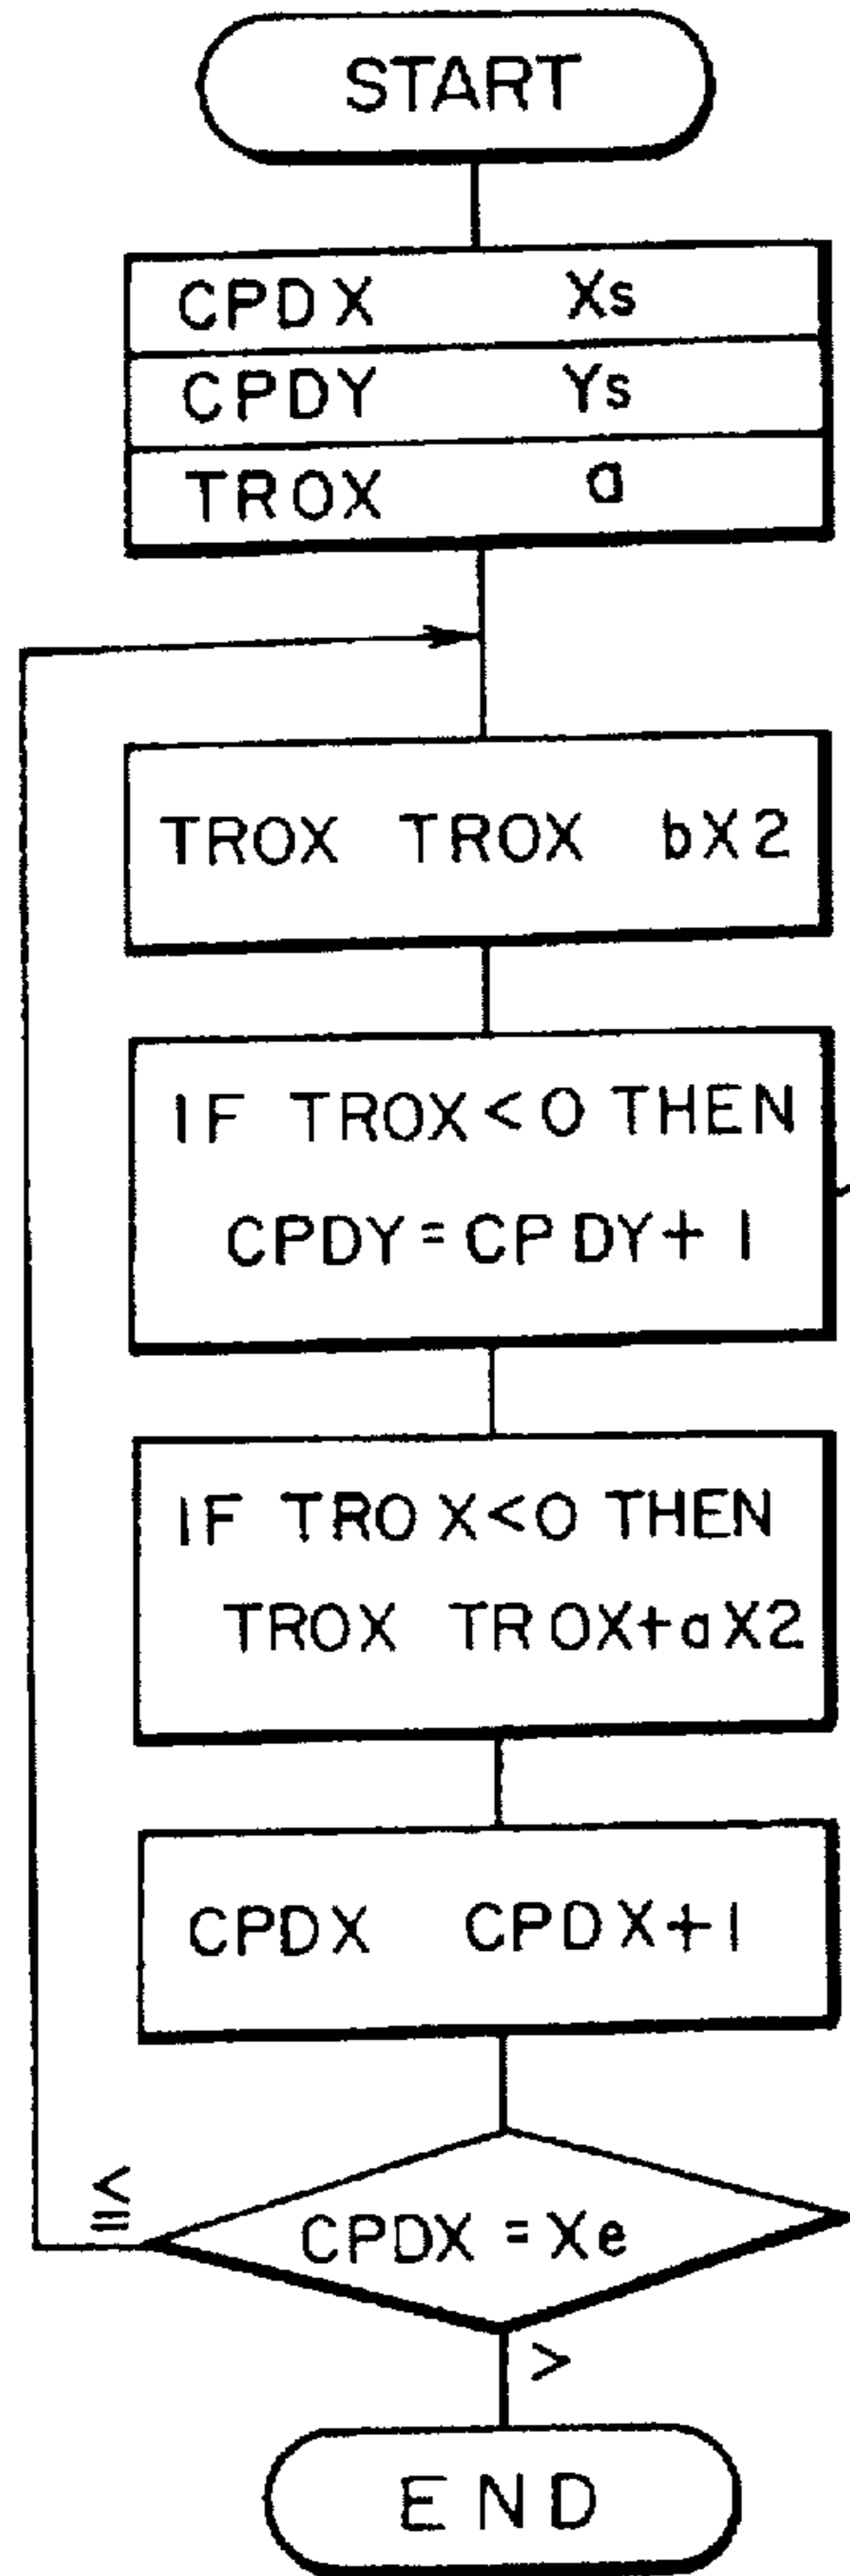 START
CPDX Xs
CPDY Ys
TROX a
TROX TROX bX2
IF TROX<0 THEN
CPDY=CPDY+1
IF TROX<0 THEN
TROX TROX+aX2
CPDX CPDX+1
≦
CPDX=Xe
>
END